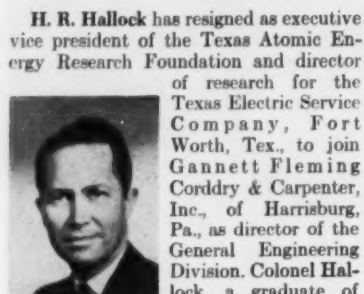 H. R. Hallock has resigned as executive
vice president of the Texas Atomic En-
ergy Research Foundation and director
of research for the
Texas Electric Service
Company, Fort
Worth, Tex., to join
Gannett Fleming
Corddry & Carpenter,
Inc., of Harrisburg,
Pa., as director of the
General Engineering
Division. Colonel Hal-
lock, a graduate of